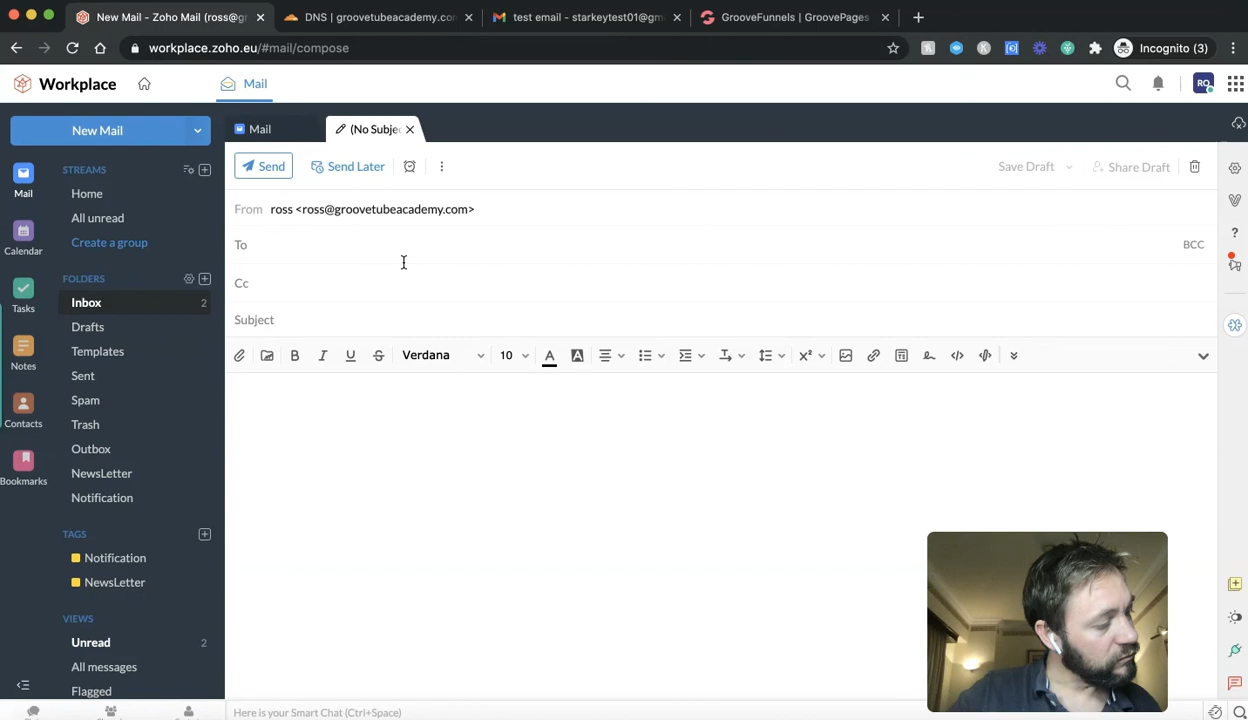 New Mail - Zoho Mail (ross@gr
DNS | groovetubeacademy.co
test email - starkeytest01@gm
GrooveFunnels | GroovePages
workplace.zoho.eu/#mail/compose
Incognito (3)
Workplace
Mail
RO
New Mail
Mail
(No Subje
STREAMS
Send
Send Later
Save Draft
Share Draft
Mail
Home
From ross <ross@groovetubeacademy.com>
All unread
Calendar
Create a group
To
BCC
FOLDERS
Cc
Tasks
Inbox 2
Subject
Drafts
Notes
Templates
Verdana
10
Sent
Spam
Contacts
Trash
Outbox
Bookmarks
NewsLetter
Notification
TAGS
Notification
NewsLetter
VIEWS
Unread 2
All messages
Flagged
Here is your Smart Chat (Ctrl+Space)